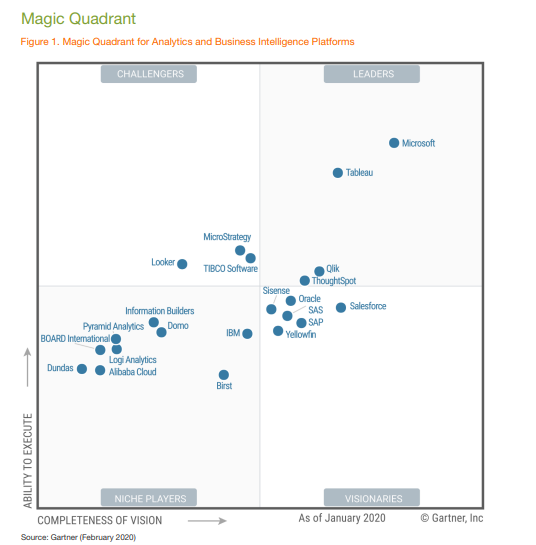 Magic Quadrant
Figure 1. Magic Quadrant for Analytics and Business Intelligence Platforms
CHALLENGERS
LEADERS
Microsoft
Tableau
MicroStrategy
Looker
TIBCO Software
Qlik
ThoughtSpot
Sisense
Oracle
Salesforce
SAS
SAP
Yellowfin
Information Builders
Domo
Pyramid Analytics
IBM
BOARD International
Logi Analytics
Dundas
Alibaba Cloud
Birst
ABILITY TO EXECUTE
NICHE PLAYERS
VISIONARIES
COMPLETENESS OF VISION
As of January 2020
© Gartner, Inc
Source: Gartner (February 2020)